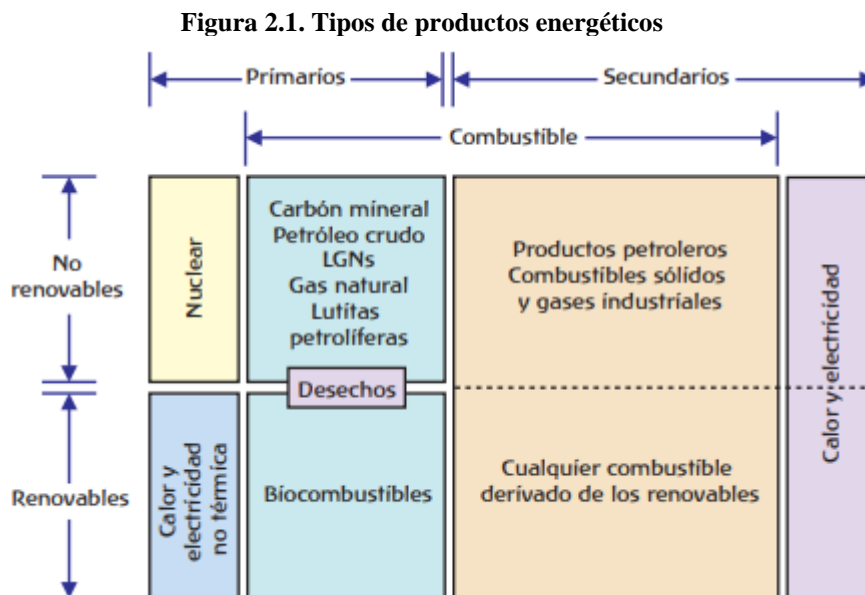 Figura 2.1. Tipos de productos energéticos
Primarios
Secundarios
Combustible
No
renovables
Nuclear
Carbón mineral
Petróleo crudo
LGNs
Gas natural
Lutitas
petrolíferas
Productos petroleros
Combustibles sólidos
y gases industriales
Calor y electricidad
Desechos
Renovables
Calor y
electricidad
no térmica
Biocombustibles
Cualquier combustible
derivado de los renovables